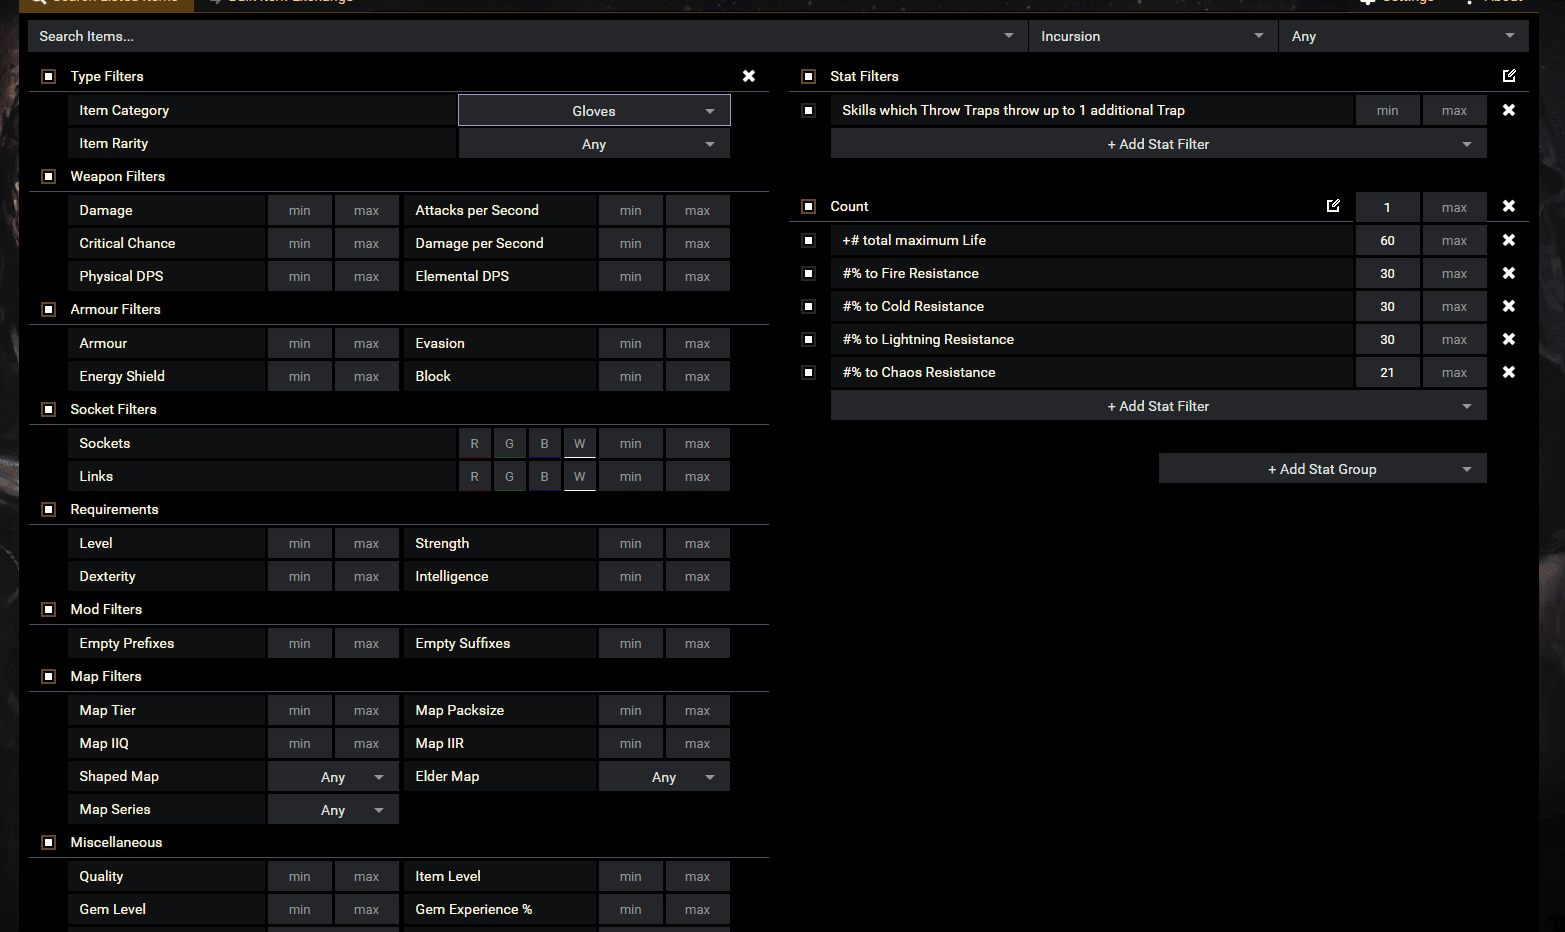 Search Listed Items
Bulk Item Exchange
Settings
About
Search Items...
Incursion
Any
Type Filters
Item Category
Gloves
Item Rarity
Any
Weapon Filters
Damage min max Attacks per Second min max
Critical Chance min max Damage per Second min max
Physical DPS min max Elemental DPS min max
Armour Filters
Armour min max Evasion min max
Energy Shield min max Block min max
Socket Filters
Sockets R G B W min max
Links R G B W min max
Requirements
Level min max Strength min max
Dexterity min max Intelligence min max
Mod Filters
Empty Prefixes min max Empty Suffixes min max
Map Filters
Map Tier min max Map Packsize min max
Map IIQ min max Map IIR min max
Shaped Map Any Elder Map Any
Map Series Any
Miscellaneous
Quality min max Item Level min max
Gem Level min max Gem Experience % min max
Stat Filters
Skills which Throw Traps throw up to 1 additional Trap min max
+ Add Stat Filter
Count 1 max
+# total maximum Life 60 max
#% to Fire Resistance 30 max
#% to Cold Resistance 30 max
#% to Lightning Resistance 30 max
#% to Chaos Resistance 21 max
+ Add Stat Filter
+ Add Stat Group